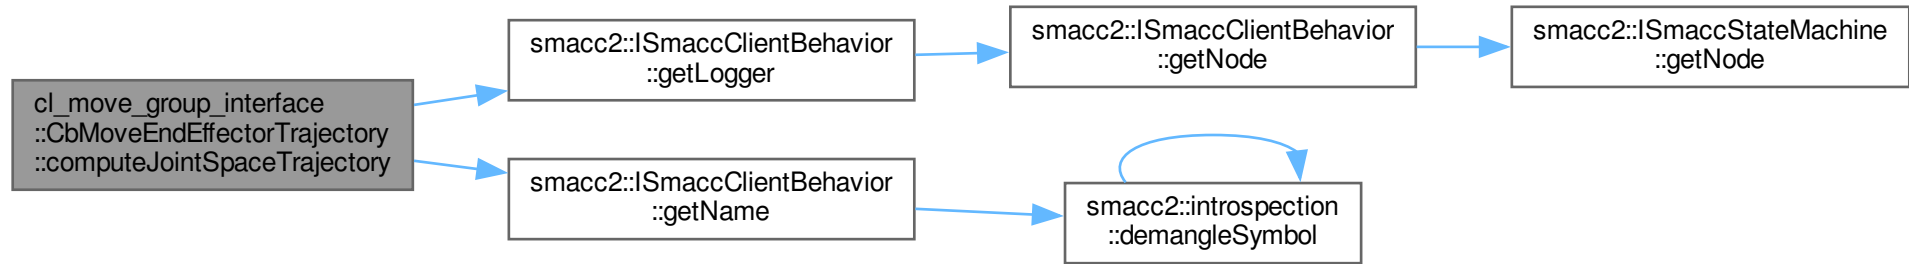 cl_move_group_interface
::CbMoveEndEffectorTrajectory
::computeJointSpaceTrajectory
smacc2::ISmaccClientBehavior
::getLogger
smacc2::ISmaccClientBehavior
::getNode
smacc2::ISmaccStateMachine
::getNode
smacc2::ISmaccClientBehavior
::getName
smacc2::introspection
::demangleSymbol